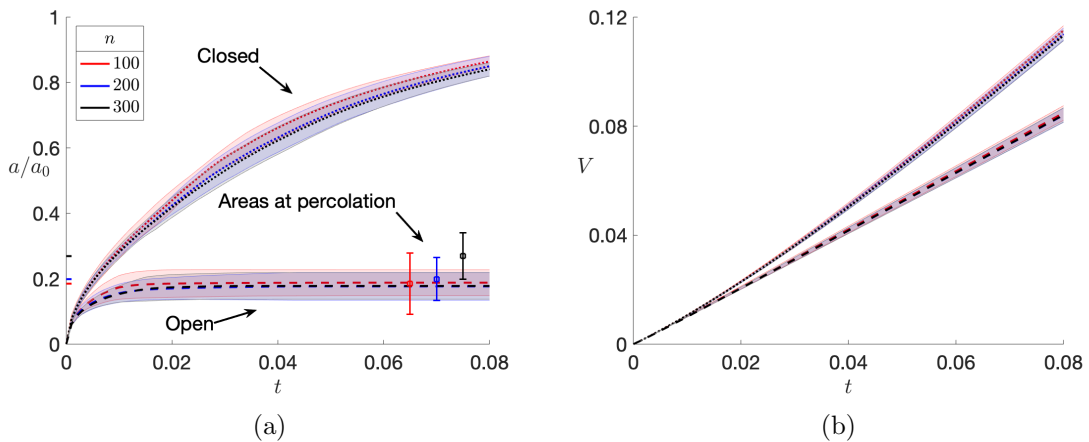 1
0.8
0.6
a/a₀
0.4
0.2
0
n
100
200
300
Closed
Areas at percolation
Open
0 0.02 0.04 0.06 0.08
t
(a)
0.12
0.08
V
0.04
0
0 0.02 0.04 0.06 0.08
t
(b)